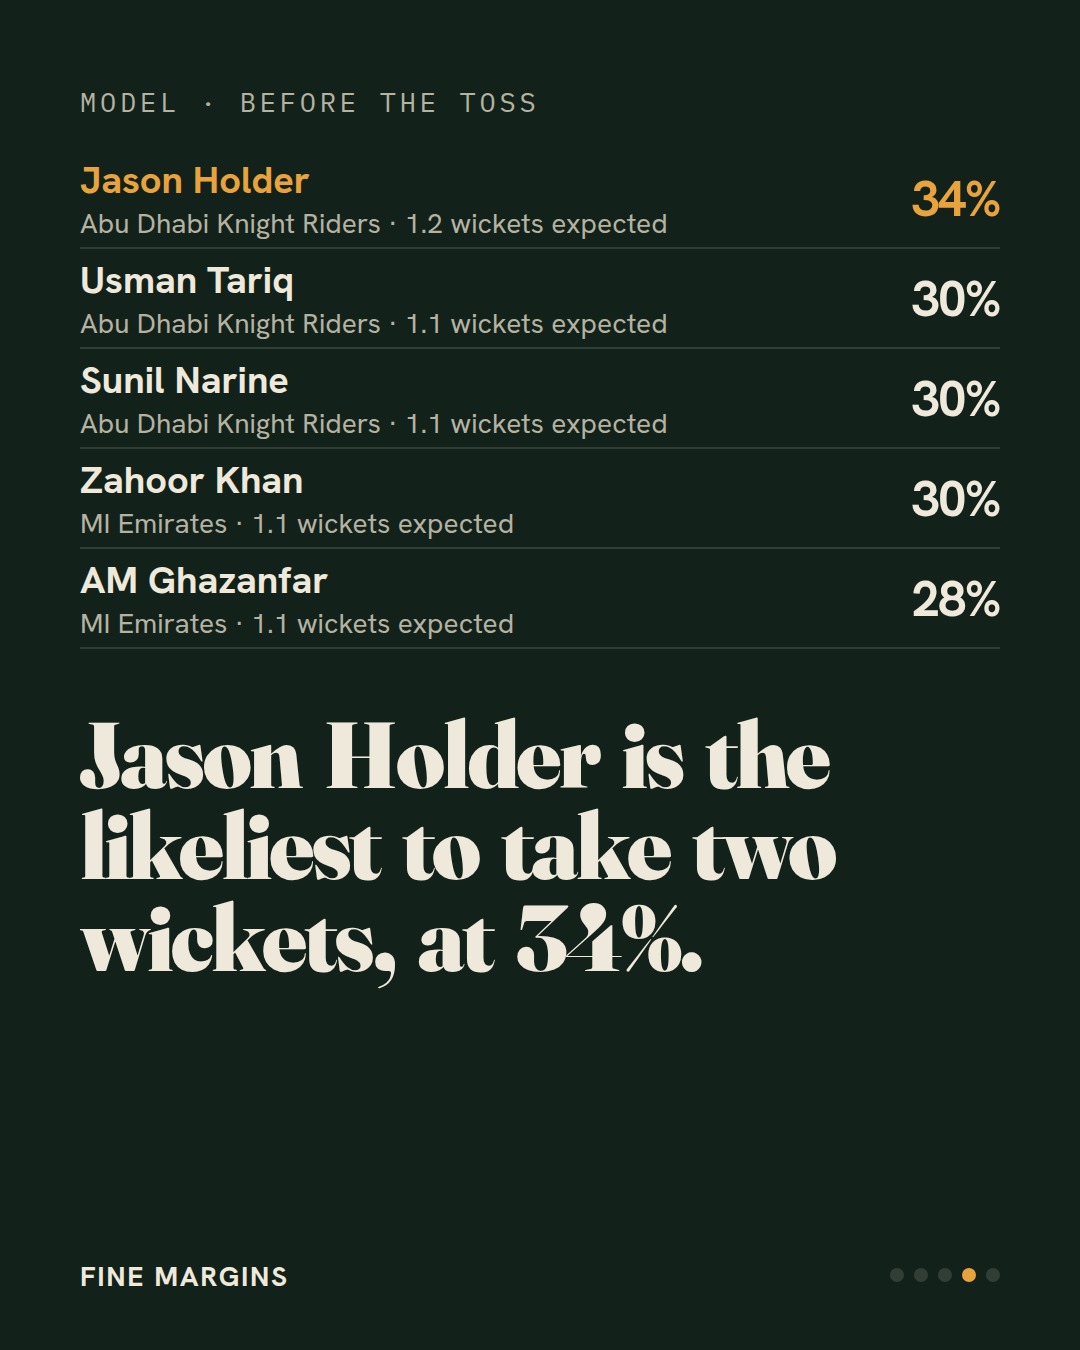 MODEL · BEFORE THE TOSS
Jason Holder
34%
Abu Dhabi Knight Riders · 1.2 wickets expected
Usman Tariq
30%
Abu Dhabi Knight Riders · 1.1 wickets expected
Sunil Narine
30%
Abu Dhabi Knight Riders · 1.1 wickets expected
Zahoor Khan
30%
MI Emirates · 1.1 wickets expected
AM Ghazanfar
28%
MI Emirates · 1.1 wickets expected
Jason Holder is the
likeliest to take two
wickets, at 34%.
FINE MARGINS